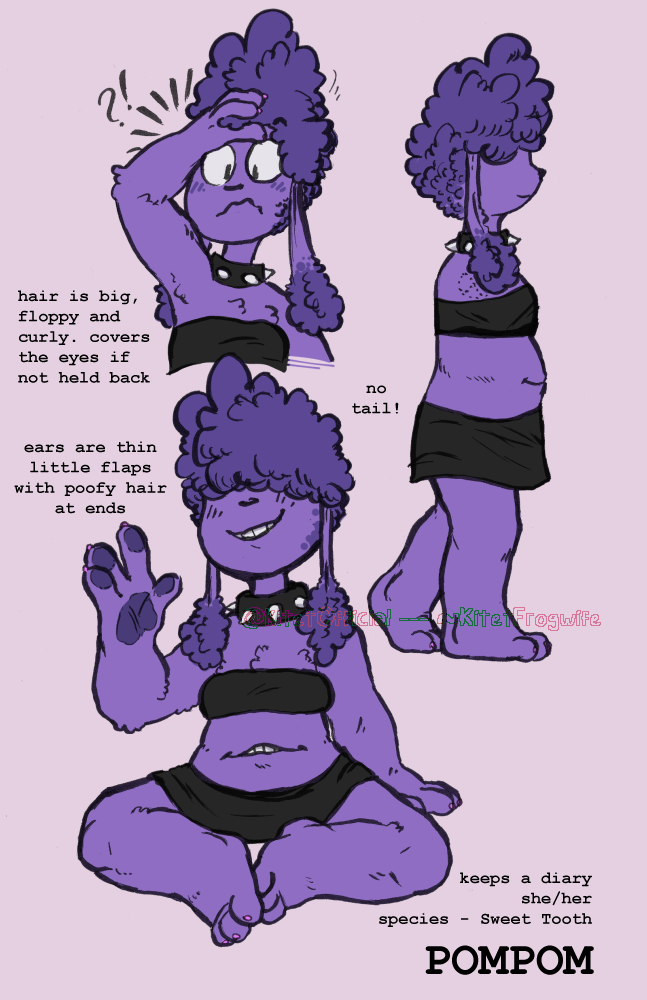 ?!
hair is big,
floppy and
curly. covers
the eyes if
not held back
no
tail!
ears are thin
little flaps
with poofy hair
at ends
keeps a diary
she/her
species - Sweet Tooth
POMPOM